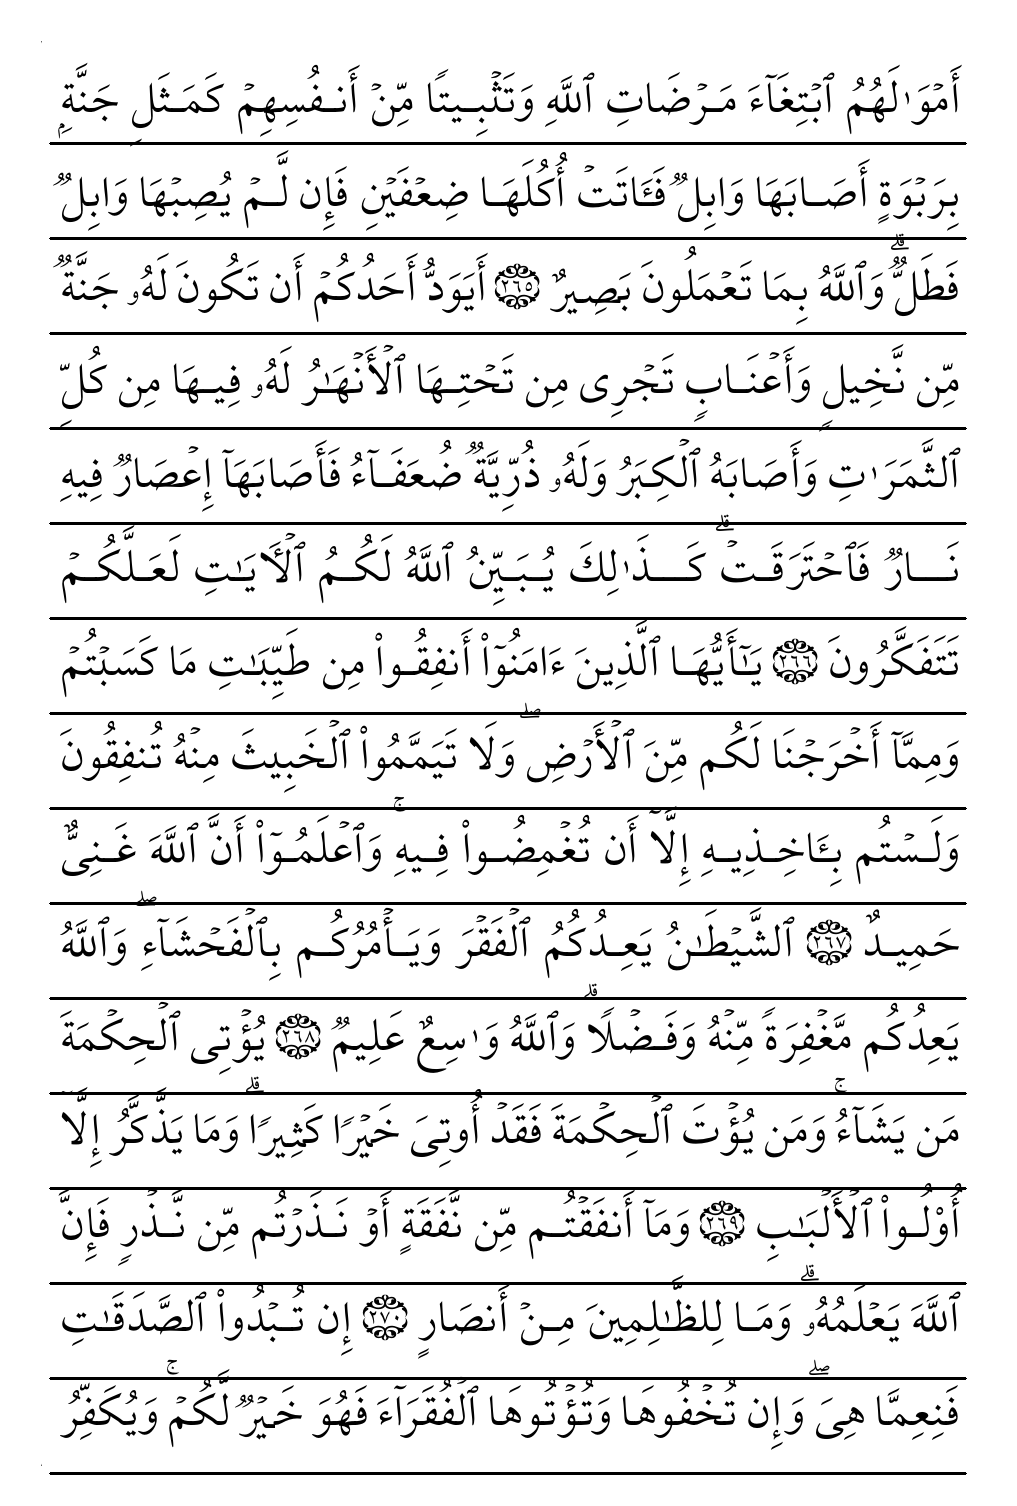 أَمۡوَٰلَهُمُ ٱبۡتِغَآءَ مَرۡضَاتِ ٱللَّهِ وَتَثۡبِيتٗا مِّنۡ أَنفُسِهِمۡ كَمَثَلِ جَنَّةِۭ
بِرَبۡوَةٍ أَصَابَهَا وَابِلٞ فَـَٔاتَتۡ أُكُلَهَا ضِعۡفَيۡنِ فَإِن لَّمۡ يُصِبۡهَا وَابِلٞ
فَطَلّٞۗ وَٱللَّهُ بِمَا تَعۡمَلُونَ بَصِيرٌ ٢٦٥ أَيَوَدُّ أَحَدُكُمۡ أَن تَكُونَ لَهُۥ جَنَّةٞ
مِّن نَّخِيلٖ وَأَعۡنَابٖ تَجۡرِي مِن تَحۡتِهَا ٱلۡأَنۡهَٰرُ لَهُۥ فِيهَا مِن كُلِّ
ٱلثَّمَرَٰتِ وَأَصَابَهُ ٱلۡكِبَرُ وَلَهُۥ ذُرِّيَّةٞ ضُعَفَآءُ فَأَصَابَهَآ إِعۡصَارٞ فِيهِ
نَارٞ فَٱحۡتَرَقَتۡۗ كَذَٰلِكَ يُبَيِّنُ ٱللَّهُ لَكُمُ ٱلۡأٓيَٰتِ لَعَلَّكُمۡ
تَتَفَكَّرُونَ ٢٦٦ يَٰٓأَيُّهَا ٱلَّذِينَ ءَامَنُوٓاْ أَنفِقُواْ مِن طَيِّبَٰتِ مَا كَسَبۡتُمۡ
وَمِمَّآ أَخۡرَجۡنَا لَكُم مِّنَ ٱلۡأَرۡضِۖ وَلَا تَيَمَّمُواْ ٱلۡخَبِيثَ مِنۡهُ تُنفِقُونَ
وَلَسۡتُم بِـَٔاخِذِيهِ إِلَّآ أَن تُغۡمِضُواْ فِيهِۚ وَٱعۡلَمُوٓاْ أَنَّ ٱللَّهَ غَنِيٌّ
حَمِيدٌ ٢٦٧ ٱلشَّيۡطَٰنُ يَعِدُكُمُ ٱلۡفَقۡرَ وَيَأۡمُرُكُم بِٱلۡفَحۡشَآءِۖ وَٱللَّهُ
يَعِدُكُم مَّغۡفِرَةٗ مِّنۡهُ وَفَضۡلٗاۗ وَٱللَّهُ وَٰسِعٌ عَلِيمٞ ٢٦٨ يُؤۡتِي ٱلۡحِكۡمَةَ
مَن يَشَآءُۚ وَمَن يُؤۡتَ ٱلۡحِكۡمَةَ فَقَدۡ أُوتِيَ خَيۡرٗا كَثِيرٗاۗ وَمَا يَذَّكَّرُ إِلَّآ
أُوْلُواْ ٱلۡأَلۡبَٰبِ ٢٦٩ وَمَآ أَنفَقۡتُم مِّن نَّفَقَةٍ أَوۡ نَذَرۡتُم مِّن نَّذۡرٖ فَإِنَّ
ٱللَّهَ يَعۡلَمُهُۥۗ وَمَا لِلظَّٰلِمِينَ مِنۡ أَنصَارٍ ٢٧٠ إِن تُبۡدُواْ ٱلصَّدَقَٰتِ
فَنِعِمَّا هِيَۖ وَإِن تُخۡفُوهَا وَتُؤۡتُوهَا ٱلۡفُقَرَآءَ فَهُوَ خَيۡرٞ لَّكُمۡۚ وَيُكَفِّرُ